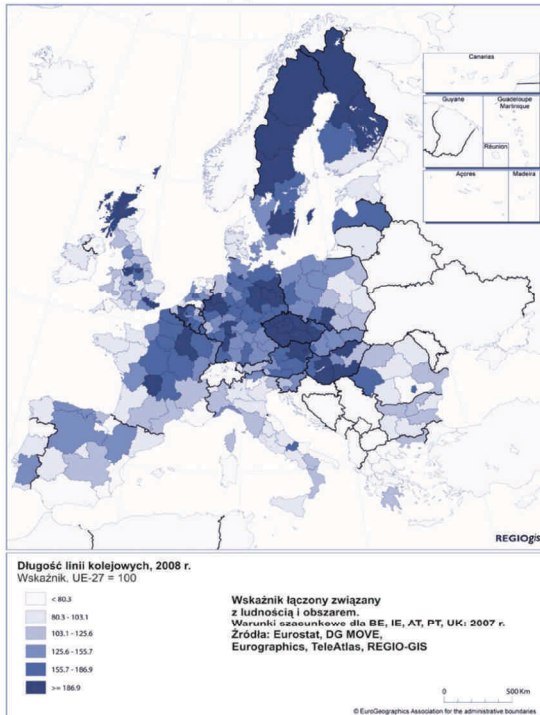 Canarias
Guyane
Guadeloupe
Martinique
Réunion
Açores
Madeira
REGIOgis
Długość linii kolejowych, 2008 r.
Wskaźnik, UE-27 = 100
< 80.3
80.3 - 103.1
103.1 - 125.6
125.6 - 155.7
155.7 - 186.9
>= 186.9
Wskaźnik łączony związany
z ludnością i obszarem.
Warunki szacunkowe dla BE, IE, AT, PT, UK: 2007 r.
Źródła: Eurostat, DG MOVE,
Eurographics, TeleAtlas, REGIO-GIS
0 500 Km
© EuroGeographics Association for the administrative boundaries